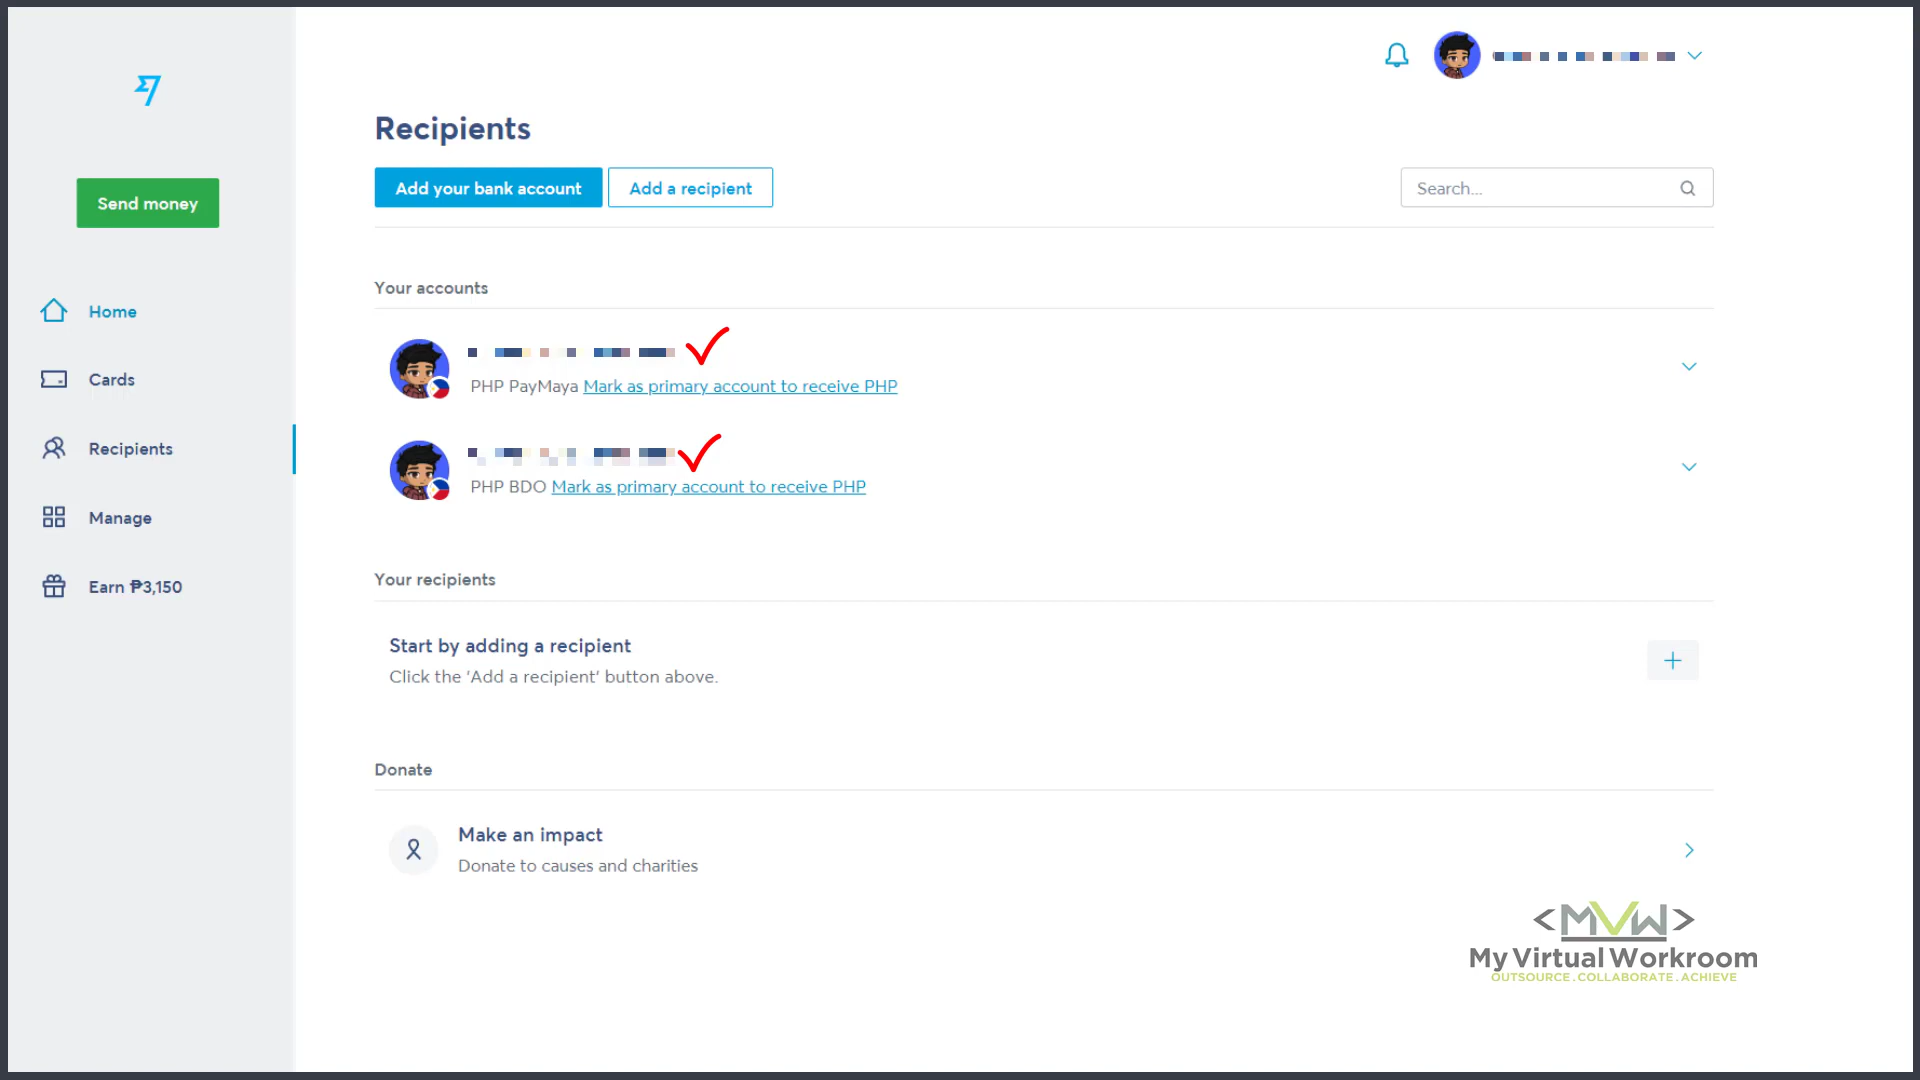 Recipients
Add your bank account
Add a recipient
Search...
Send money
Home
Cards
Recipients
Manage
Earn ₱3,150
Your accounts
PHP PayMaya Mark as primary account to receive PHP
PHP BDO Mark as primary account to receive PHP
Your recipients
Start by adding a recipient
Click the 'Add a recipient' button above.
Donate
Make an impact
Donate to causes and charities
<MVW>
My Virtual Workroom
OUTSOURCE.COLLABORATE.ACHIEVE